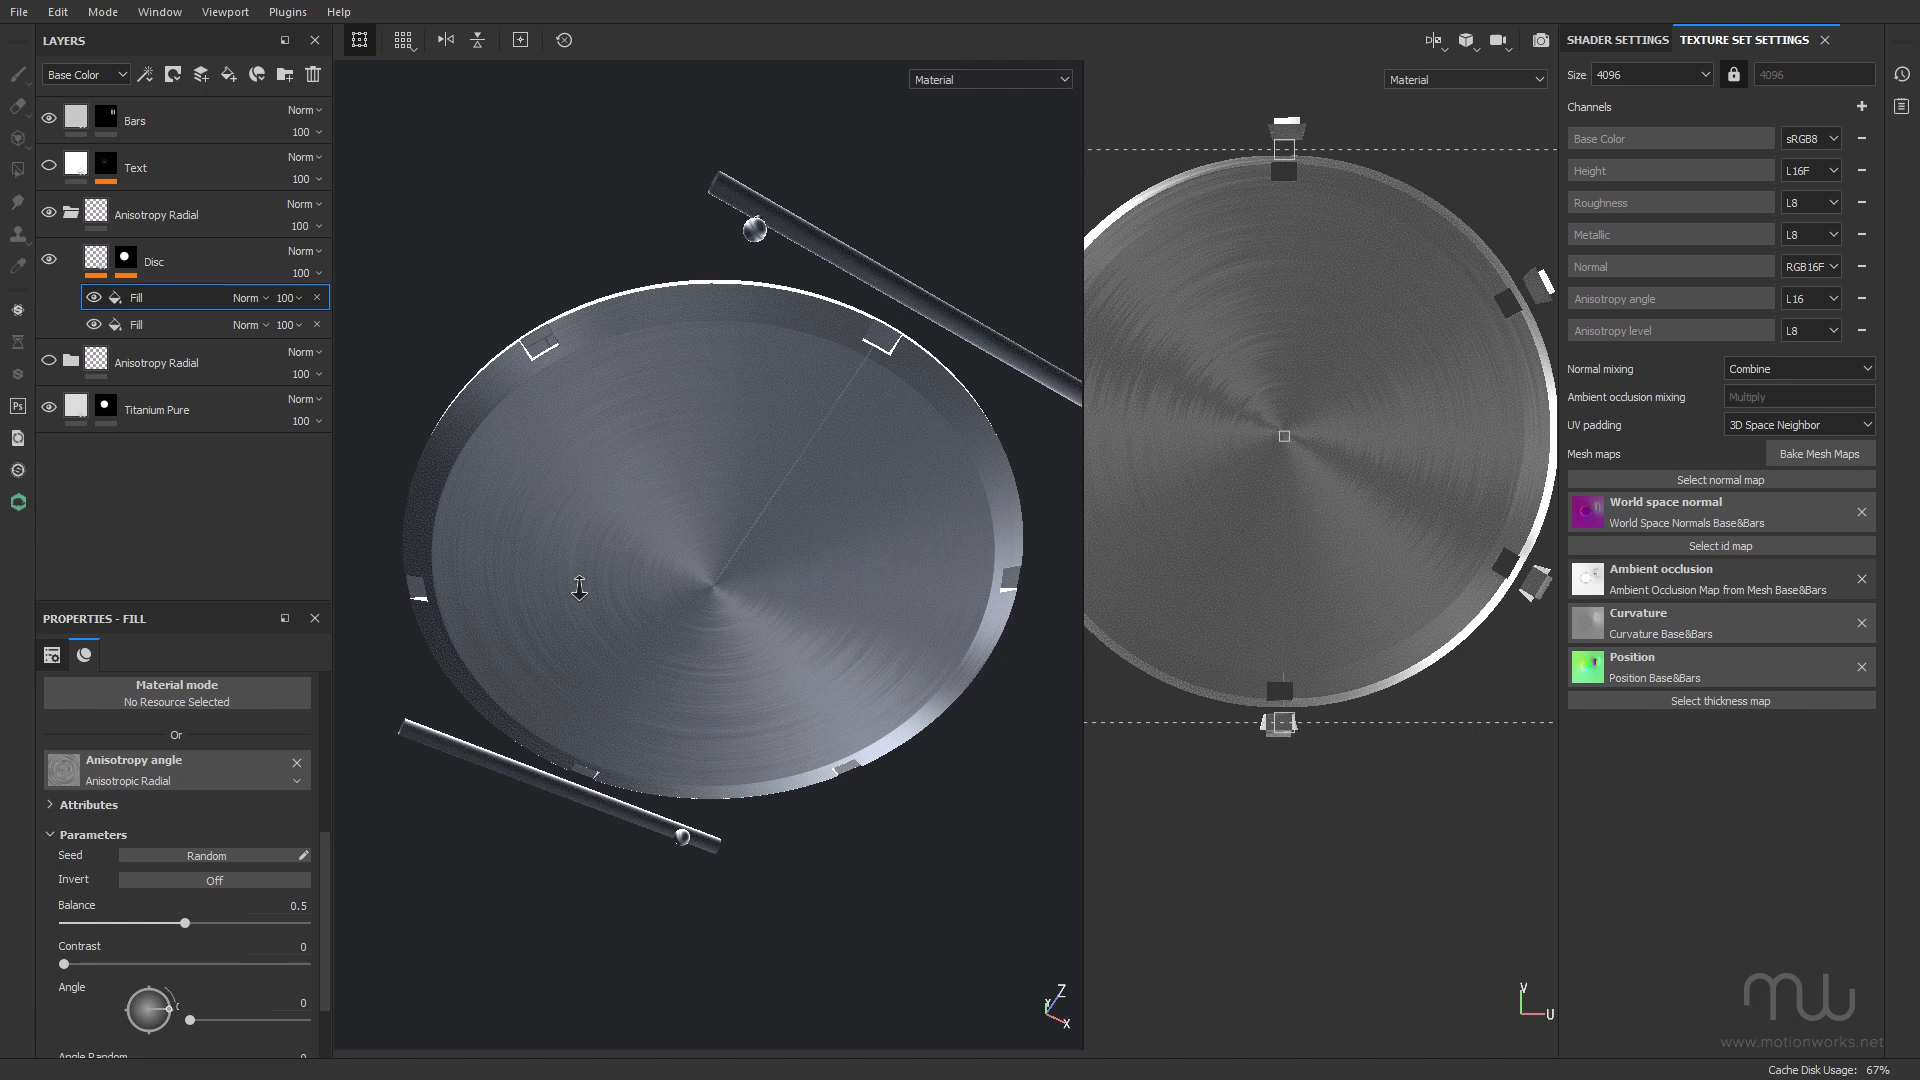 File Edit Mode Window Viewport Plugins Help
LAYERS
Base Color
Bars Norm
100
Text Norm
100
Anisotropy Radial Norm
100
Disc Norm
100
Fill Norm 100
Fill Norm 100
Anisotropy Radial Norm
100
Titanium Pure Norm
100
PROPERTIES - FILL
Material mode
No Resource Selected
Or
Anisotropy angle
Anisotropic Radial
Attributes
Parameters
Seed Random
Invert Off
Balance 0.5
Contrast 0
Angle 0
Angle Random 0
Material
Z
Y
X
Material
V
U
SHADER SETTINGS TEXTURE SET SETTINGS
Size 4096 4096
Channels
Base Color sRGB8
Height L16F
Roughness L8
Metallic L8
Normal RGB16F
Anisotropy angle L16
Anisotropy level L8
Normal mixing Combine
Ambient occlusion mixing Multiply
UV padding 3D Space Neighbor
Mesh maps Bake Mesh Maps
Select normal map
World space normal
World Space Normals Base&Bars
Select id map
Ambient occlusion
Ambient Occlusion Map from Mesh Base&Bars
Curvature
Curvature Base&Bars
Position
Position Base&Bars
Select thickness map
mw
www.motionworks.net
Cache Disk Usage: 67%
Ps